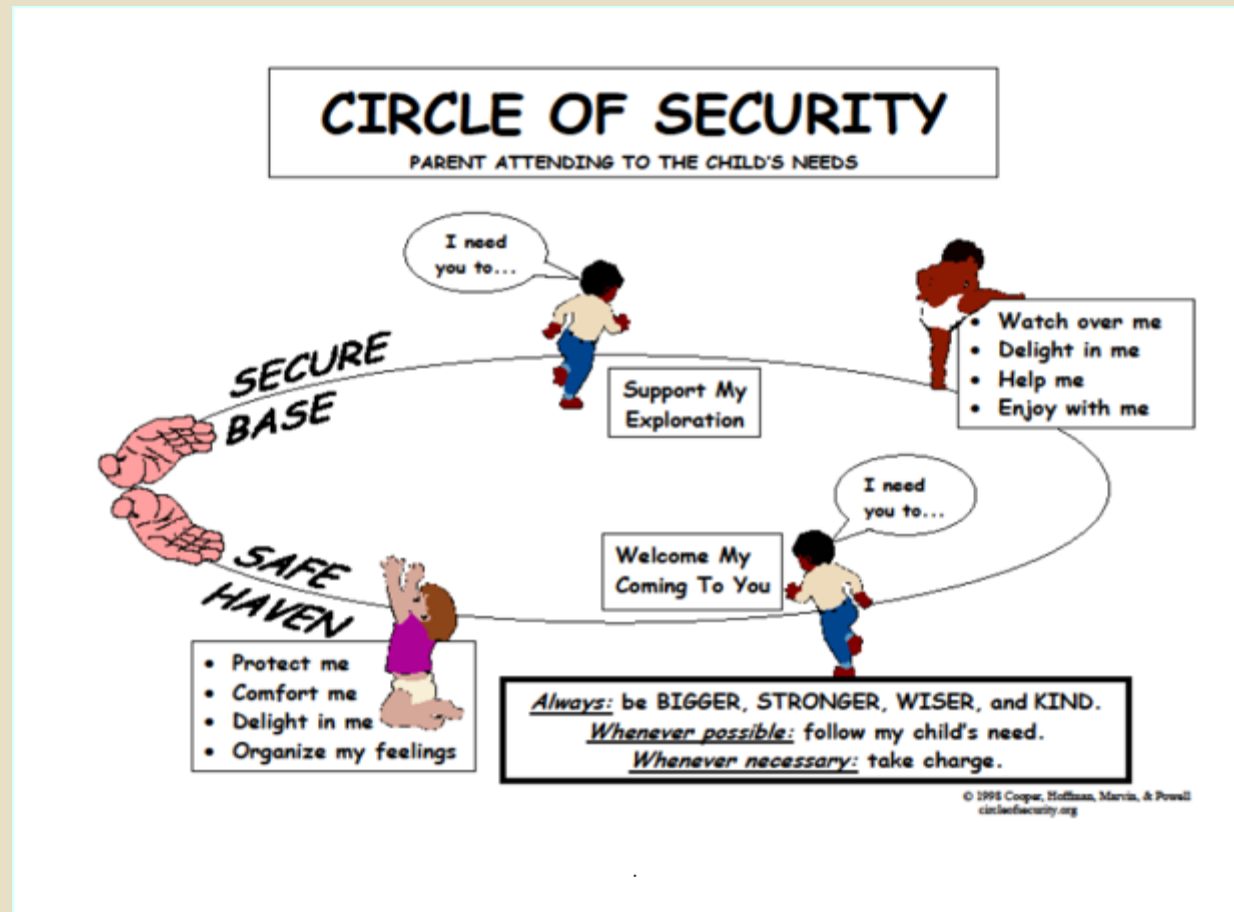 CIRCLE OF SECURITY
PARENT ATTENDING TO THE CHILD'S NEEDS
I need
you to...
SECURE
BASE
Support My
Exploration
• Watch over me
• Delight in me
• Help me
• Enjoy with me
I need
you to...
Welcome My
Coming To You
SAFE
HAVEN
• Protect me
• Comfort me
• Delight in me
• Organize my feelings
Always: be BIGGER, STRONGER, WISER, and KIND.
Whenever possible: follow my child's need.
Whenever necessary: take charge.
© 1998 Cooper, Hoffman, Marvin, & Powell
circleofsecurity.org